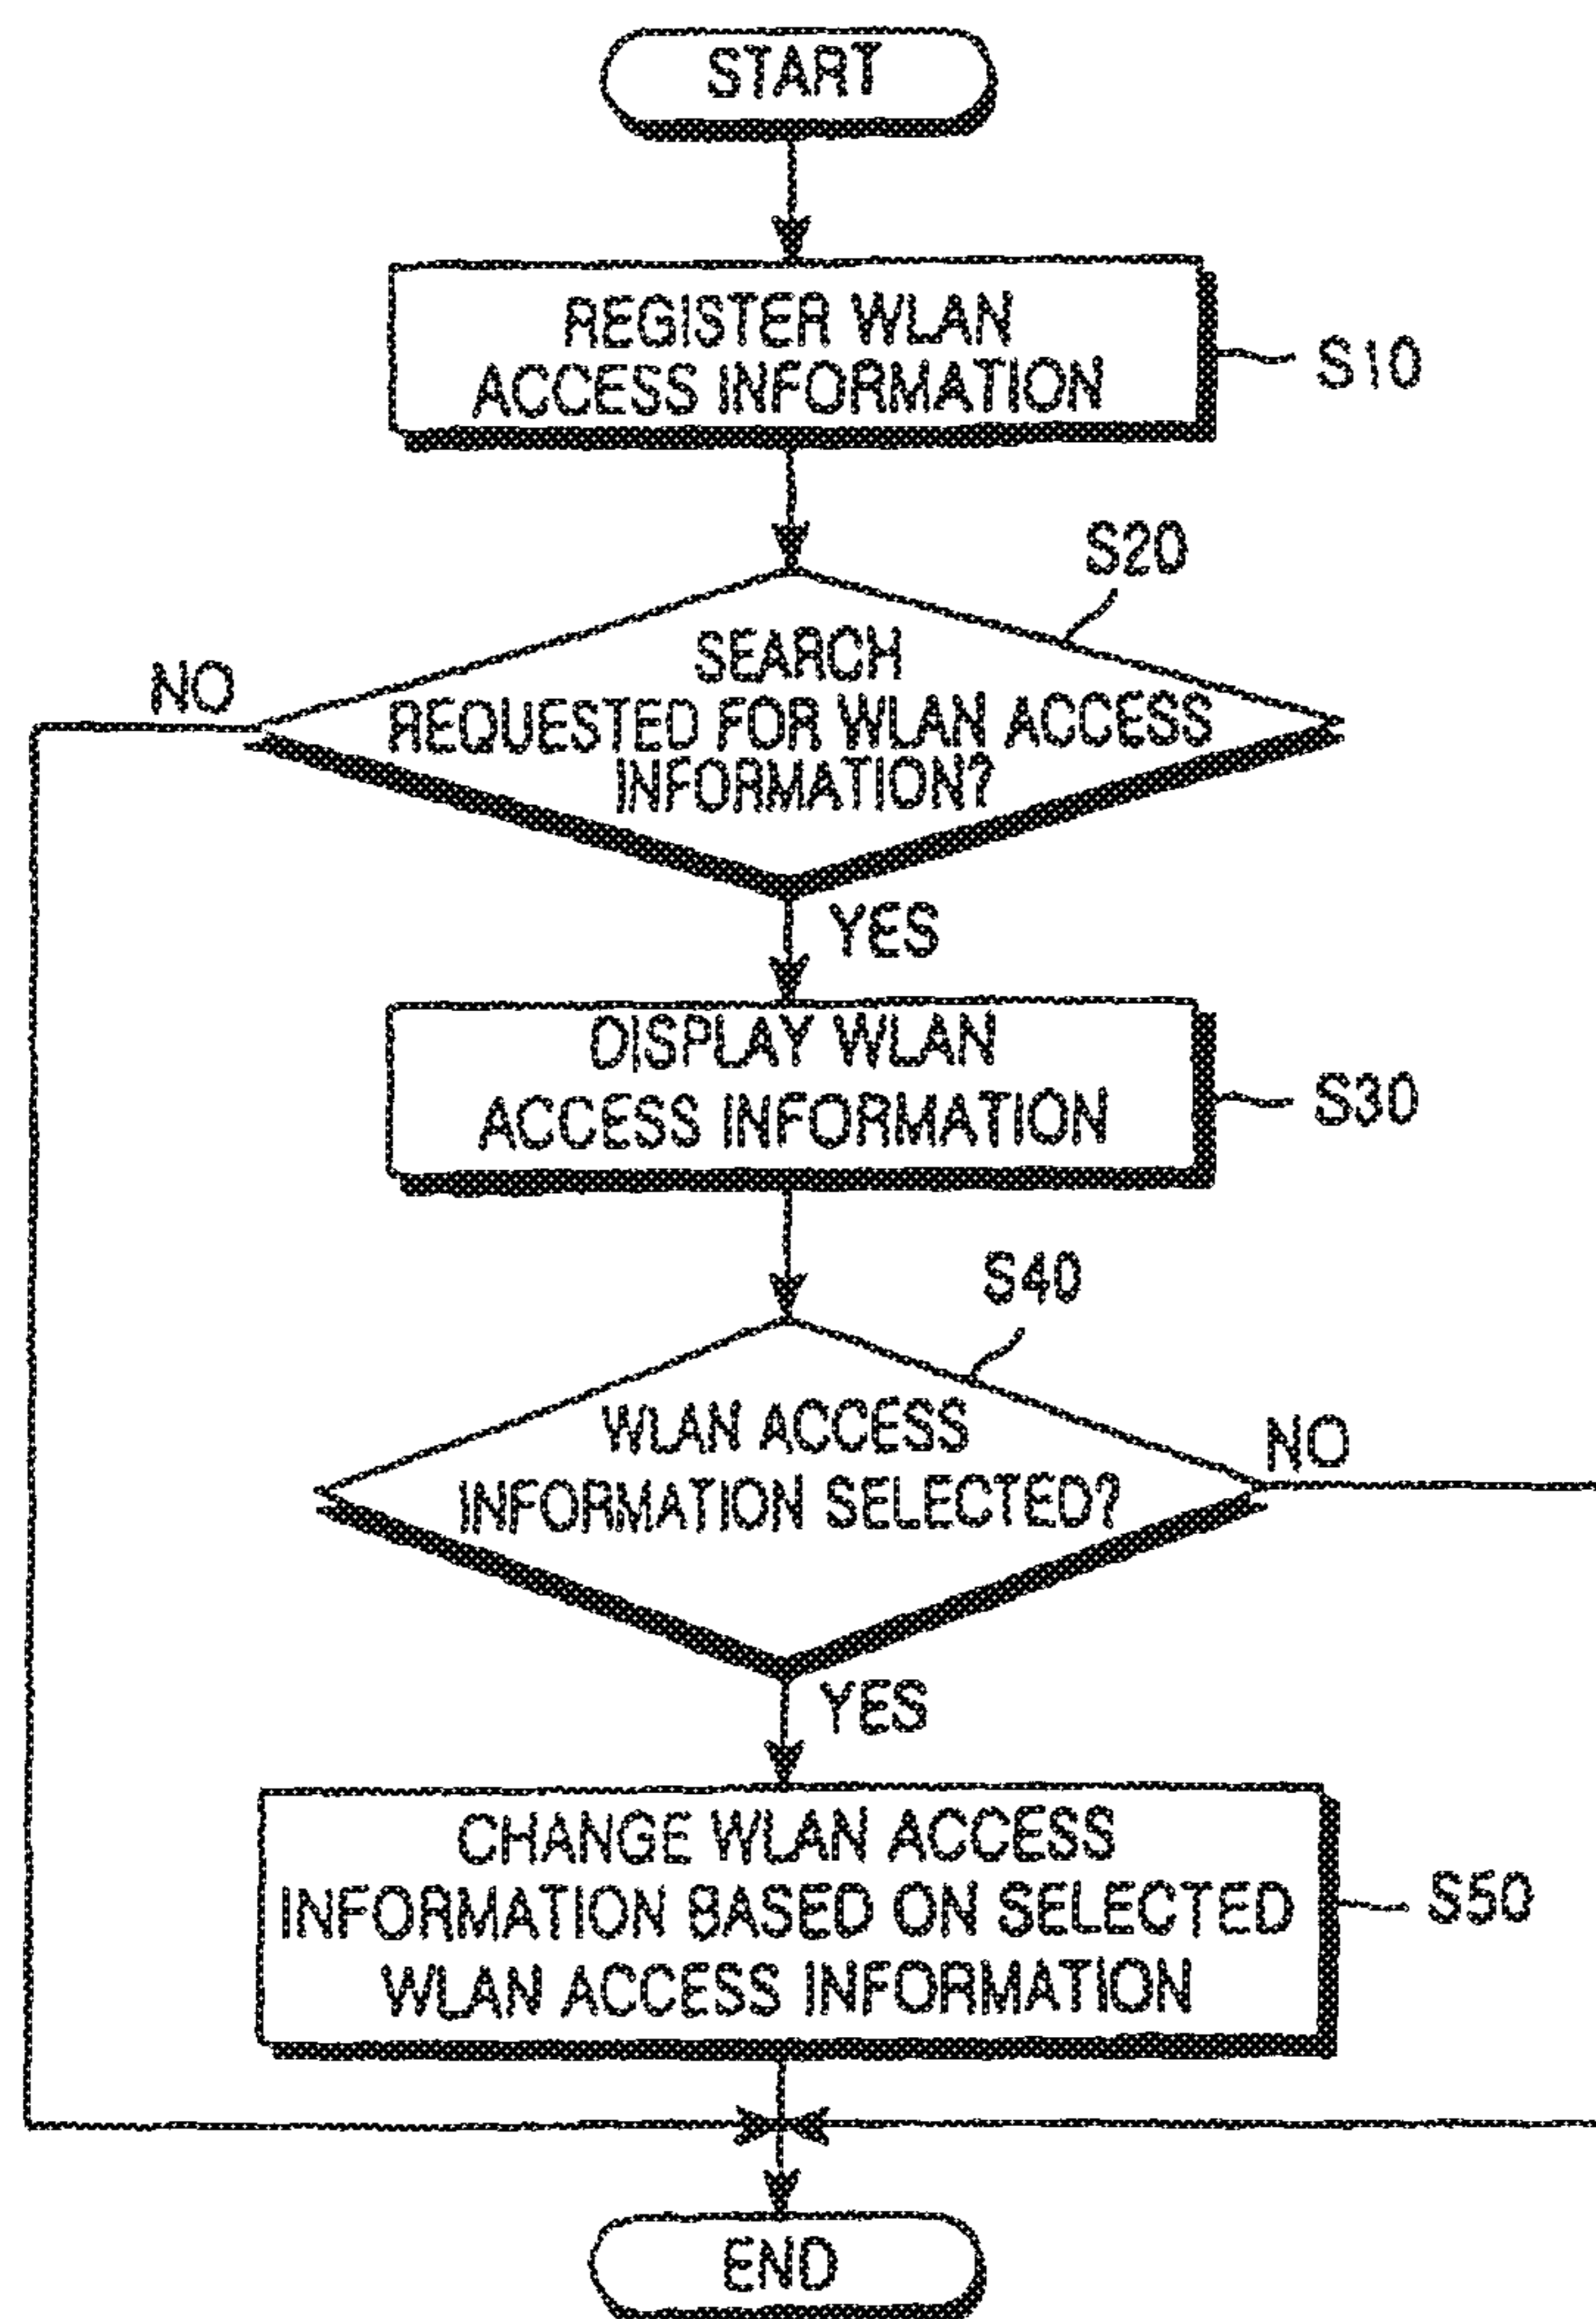 START
REGISTER WLAN
ACCESS INFORMATION
S10
S20
SEARCH
REQUESTED FOR WLAN ACCESS
INFORMATION?
NO
YES
DISPLAY WLAN
ACCESS INFORMATION
S30
S40
WLAN ACCESS
INFORMATION SELECTED?
NO
YES
CHANGE WLAN ACCESS
INFORMATION BASED ON SELECTED
WLAN ACCESS INFORMATION
S50
END